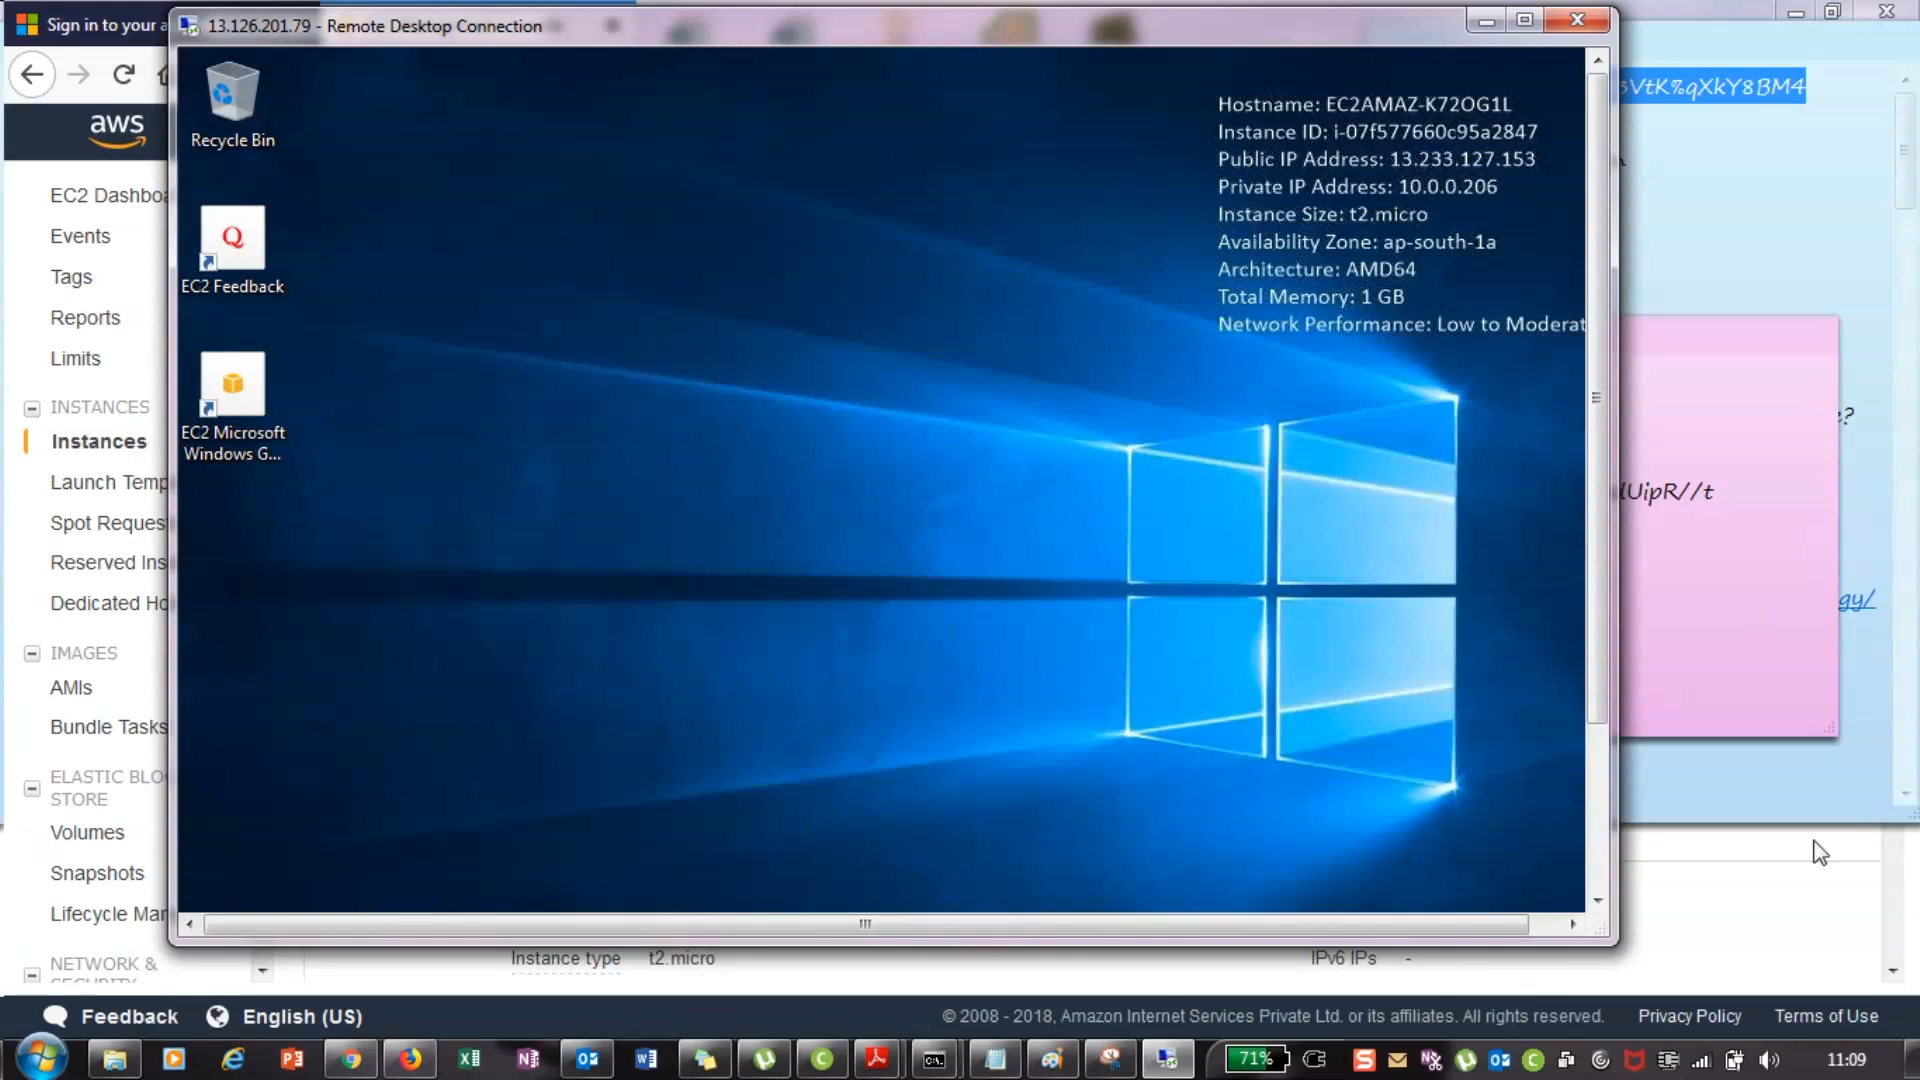 Sign in to your a
13.126.201.79 - Remote Desktop Connection
3VtK%qXkY8BM4
aws
Recycle Bin
Hostname: EC2AMAZ-K72OG1L
Instance ID: i-07f577660c95a2847
Public IP Address: 13.233.127.153
Private IP Address: 10.0.0.206
Instance Size: t2.micro
Availability Zone: ap-south-1a
Architecture: AMD64
Total Memory: 1 GB
Network Performance: Low to Moderat
EC2 Feedback
EC2 Microsoft
Windows G...
EC2 Dashboa
Events
Tags
Reports
Limits
INSTANCES
Instances
Launch Temp
Spot Reques
Reserved Ins
Dedicated Ho
IMAGES
AMIs
Bundle Tasks
ELASTIC BLO
STORE
Volumes
Snapshots
Lifecycle Man
NETWORK &
UipR//t
gy/
Instance type t2.micro
IPv6 IPs -
Feedback
English (US)
© 2008 - 2018, Amazon Internet Services Private Ltd. or its affiliates. All rights reserved.
Privacy Policy
Terms of Use
71%
11:09